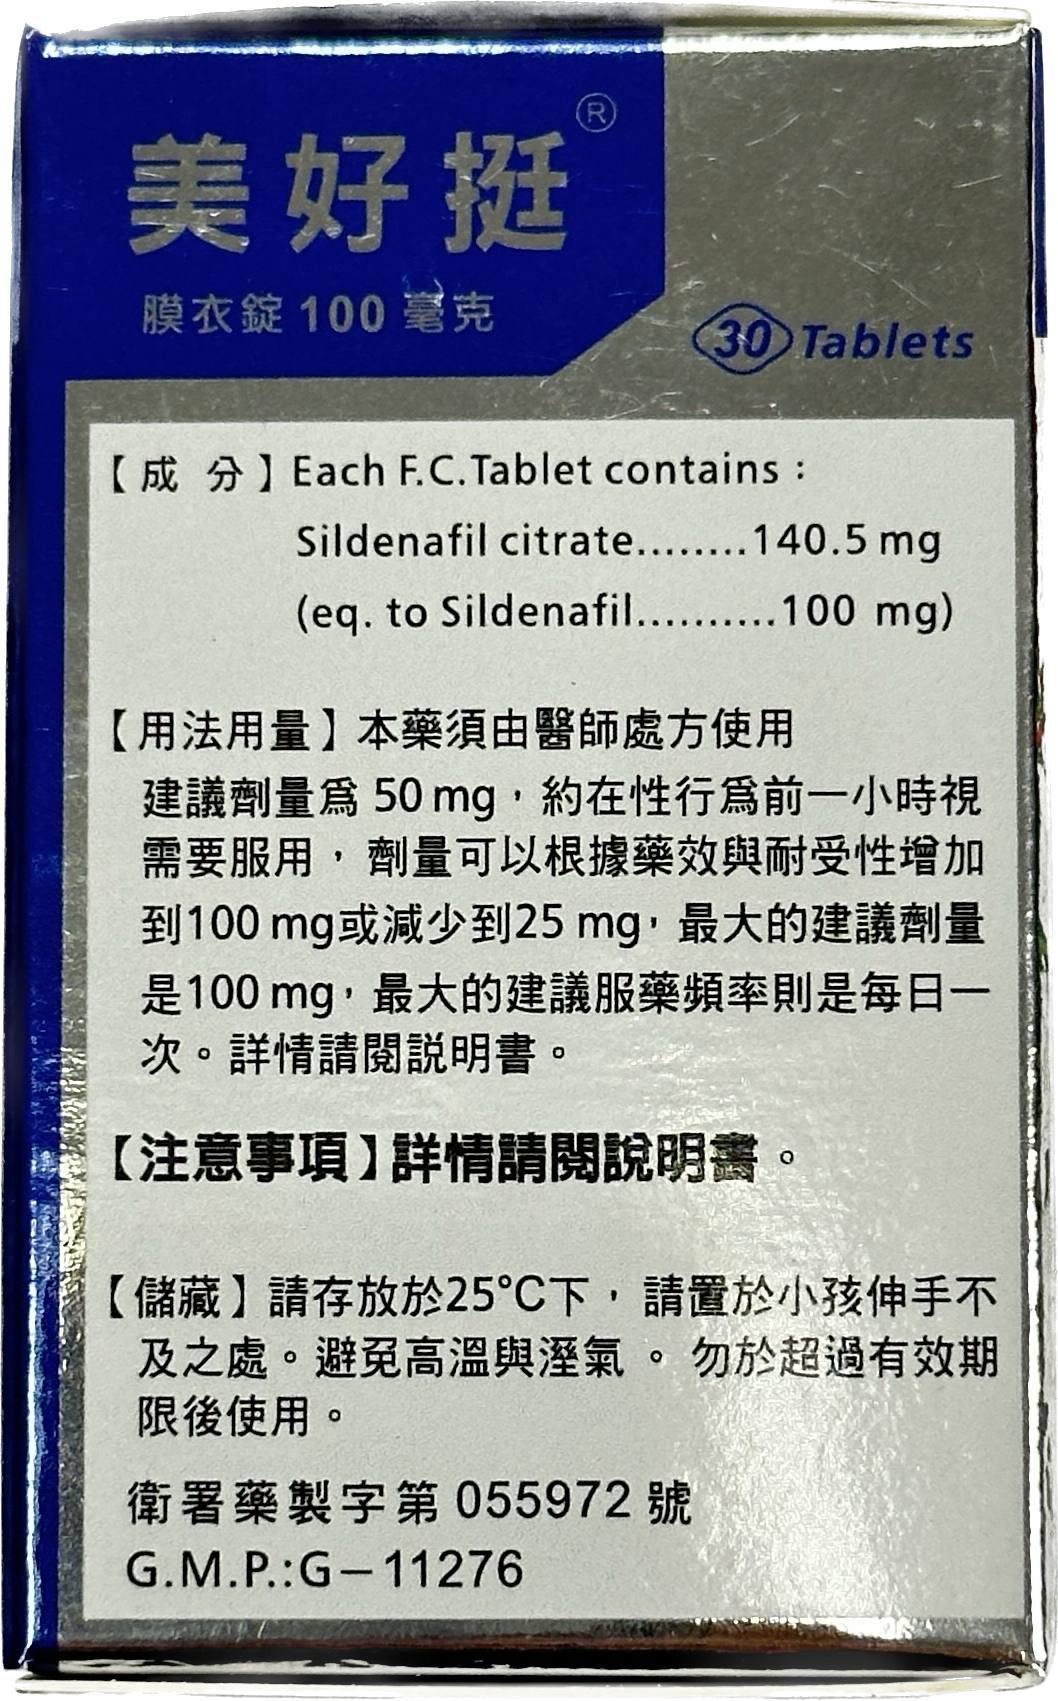 美好挺®
膜衣錠 100 毫克
30 Tablets
【成 分】Each F.C.Tablet contains：
Sildenafil citrate........140.5 mg
(eq. to Sildenafil..........100 mg)
【用法用量】本藥須由醫師處方使用
建議劑量為 50 mg，約在性行為前一小時視
需要服用，劑量可以根據藥效與耐受性增加
到100 mg或減少到25 mg，最大的建議劑量
是100 mg，最大的建議服藥頻率則是每日一
次。詳情請閱說明書。
【注意事項】詳情請閱說明書。
【儲藏】請存放於25°C下，請置於小孩伸手不
及之處。避免高溫與溼氣。勿於超過有效期
限後使用。
衛署藥製字第 055972 號
G.M.P.:G－11276